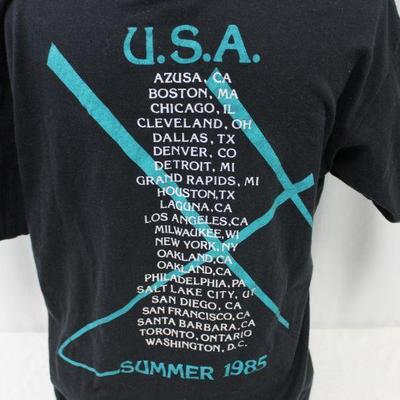 U.S.A.
AZUSA, CA
BOSTON, MA
CHICAGO, IL
CLEVELAND, OH
DALLAS, TX
DENVER, CO
DETROIT, MI
GRAND RAPIDS, MI
HOUSTON,TX
LAGUNA,CA
LOS ANGELES,CA
MILWAUKEE,WI
NEW YORK,NY
OAKLAND,CA
OAKLAND,CA
PHILADELPHIA,PA
SALT LAKE CITY, UT
SAN DIEGO, CA
SAN FRANCISCO,CA
SANTA BARBARA,CA
TORONTO, ONTARIO
WASHINGTON, D.C.
SUMMER 1985